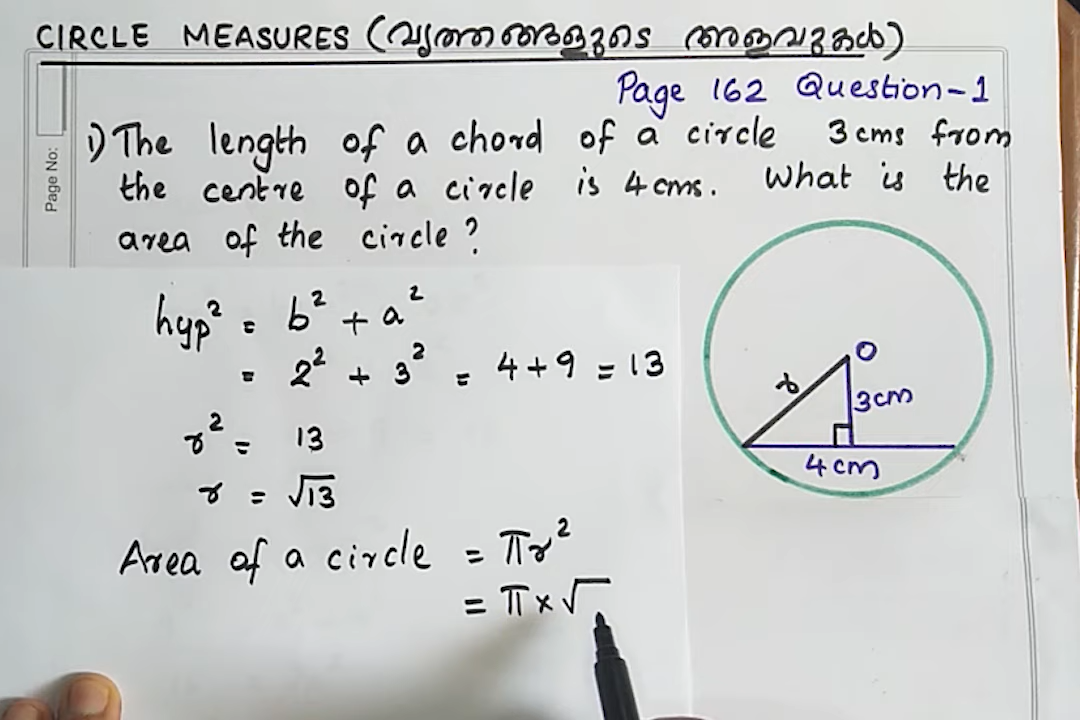 CIRCLE MEASURES (വൃത്തങ്ങളുടെ അളവുകൾ)
Page 162 Question-1
Page No:
i) The length of a chord of a circle 3cms from
the centre of a circle is 4cms. What is the
area of the circle?
hyp² = b² + a²
= 2² + 3² = 4+9 = 13
r² = 13
r = √13
Area of a circle = πr²
= π×√
O
r
3cm
4cm